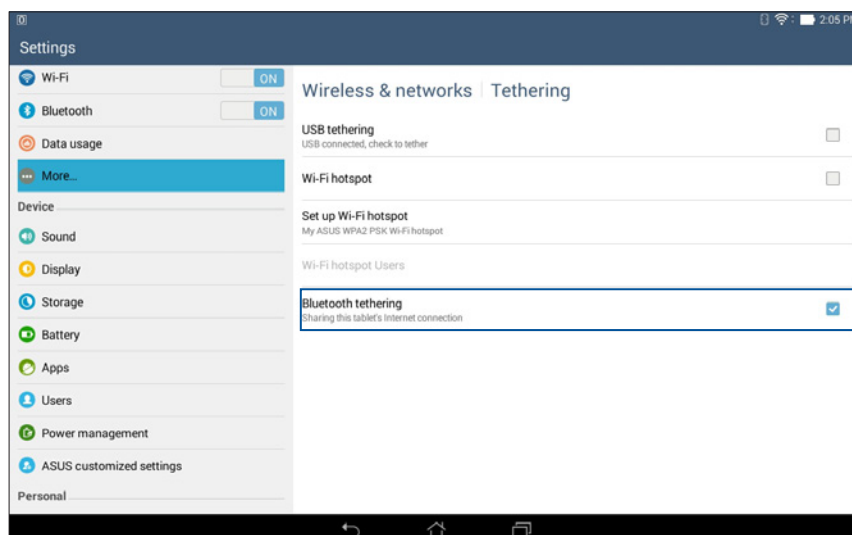 2:05 PM
Settings
Wi-Fi
ON
Bluetooth
ON
Data usage
More...
Device
Sound
Display
Storage
Battery
Apps
Users
Power management
ASUS customized settings
Personal
Wireless & networks | Tethering
USB tethering
USB connected, check to tether
Wi-Fi hotspot
Set up Wi-Fi hotspot
My ASUS WPA2 PSK Wi-Fi hotspot
Wi-Fi hotspot Users
Bluetooth tethering
Sharing this tablet's Internet connection